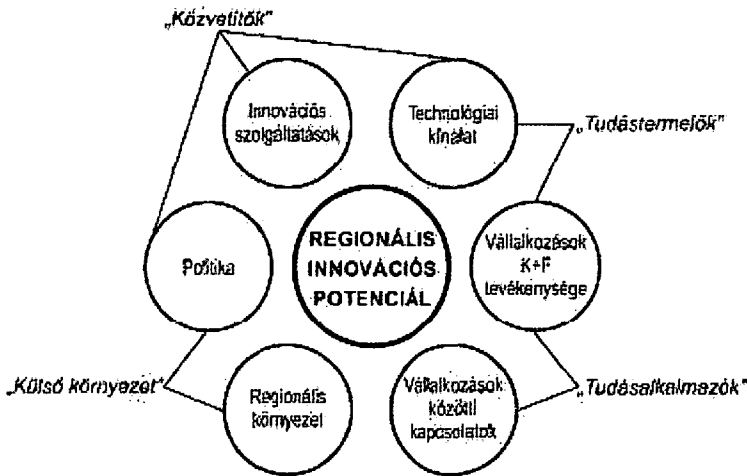 „Közvetítők"
Innovációs
szolgáltatások
Technológiai
kínálat
„Tudástermelők"
Politika
REGIONÁLIS
INNOVÁCIÓS
POTENCIÁL
Vállalkozások
K+F
tevékenysége
„Külső környezet"
Regionális
környezet
Vállalkozások
közötti
kapcsolatok
„Tudásalkalmazók"